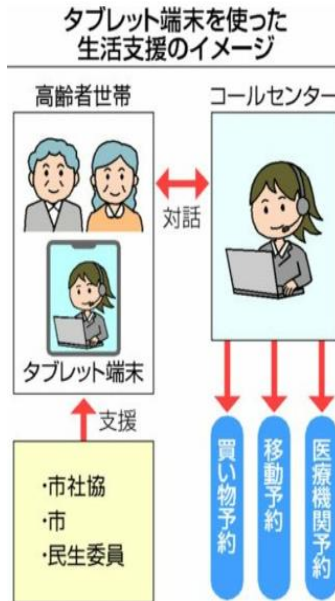 タブレット端末を使った
生活支援のイメージ
高齢者世帯
コールセンター
対話
タブレット端末
支援
・市社協
・市
・民生委員
買い物予約
移動予約
医療機関予約